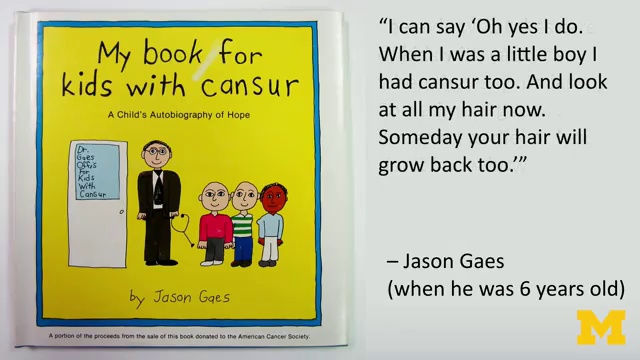 My book for
kids with cansur
A Child's Autobiography of Hope
Dr.
Gaes
Offis
For
Kids
With
Cansur
by Jason Gaes
A portion of the proceeds from the sale of this book donated to the American Cancer Society.
“I can say ‘Oh yes I do.
When I was a little boy I
had cansur too. And look
at all my hair now.
Someday your hair will
grow back too.’”
– Jason Gaes
(when he was 6 years old)
M